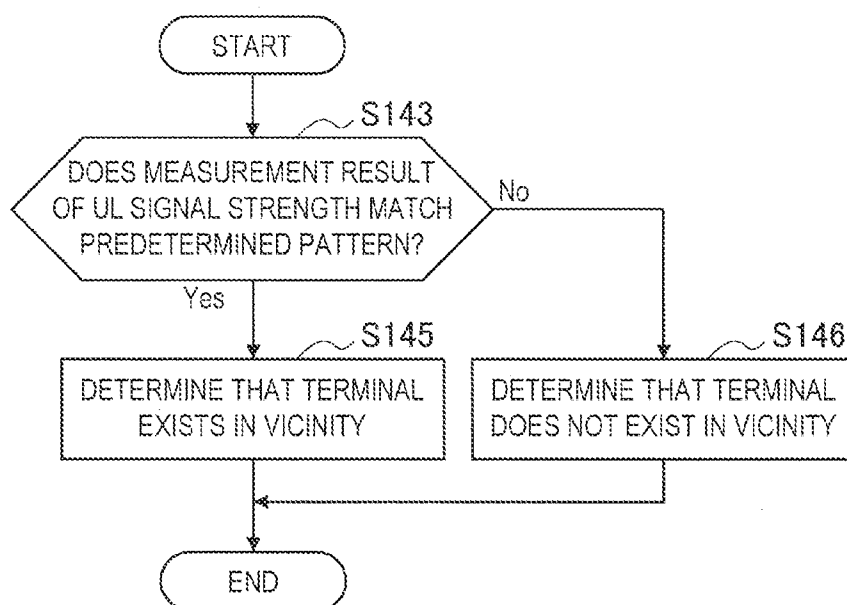 START
S143
DOES MEASUREMENT RESULT
OF UL SIGNAL STRENGTH MATCH
PREDETERMINED PATTERN?
No
Yes
S145
DETERMINE THAT TERMINAL
EXISTS IN VICINITY
S146
DETERMINE THAT TERMINAL
DOES NOT EXIST IN VICINITY
END